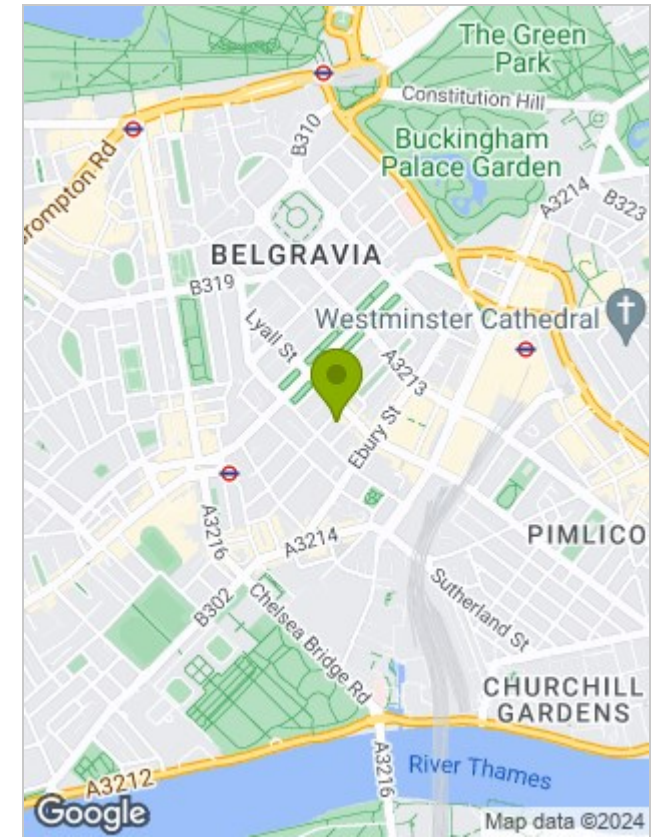 The Green
Park
Constitution Hill
B310
Buckingham
Palace Garden
rompton Rd
A3214
B323
BELGRAVIA
B319
Westminster Cathedral
Lyall St
A3213
Ebury St
A3214
PIMLICO
A3216
B302
Sutherland St
Chelsea Bridge Rd
CHURCHILL
GARDENS
A3216
River Thames
A3212
Google
Map data ©2024